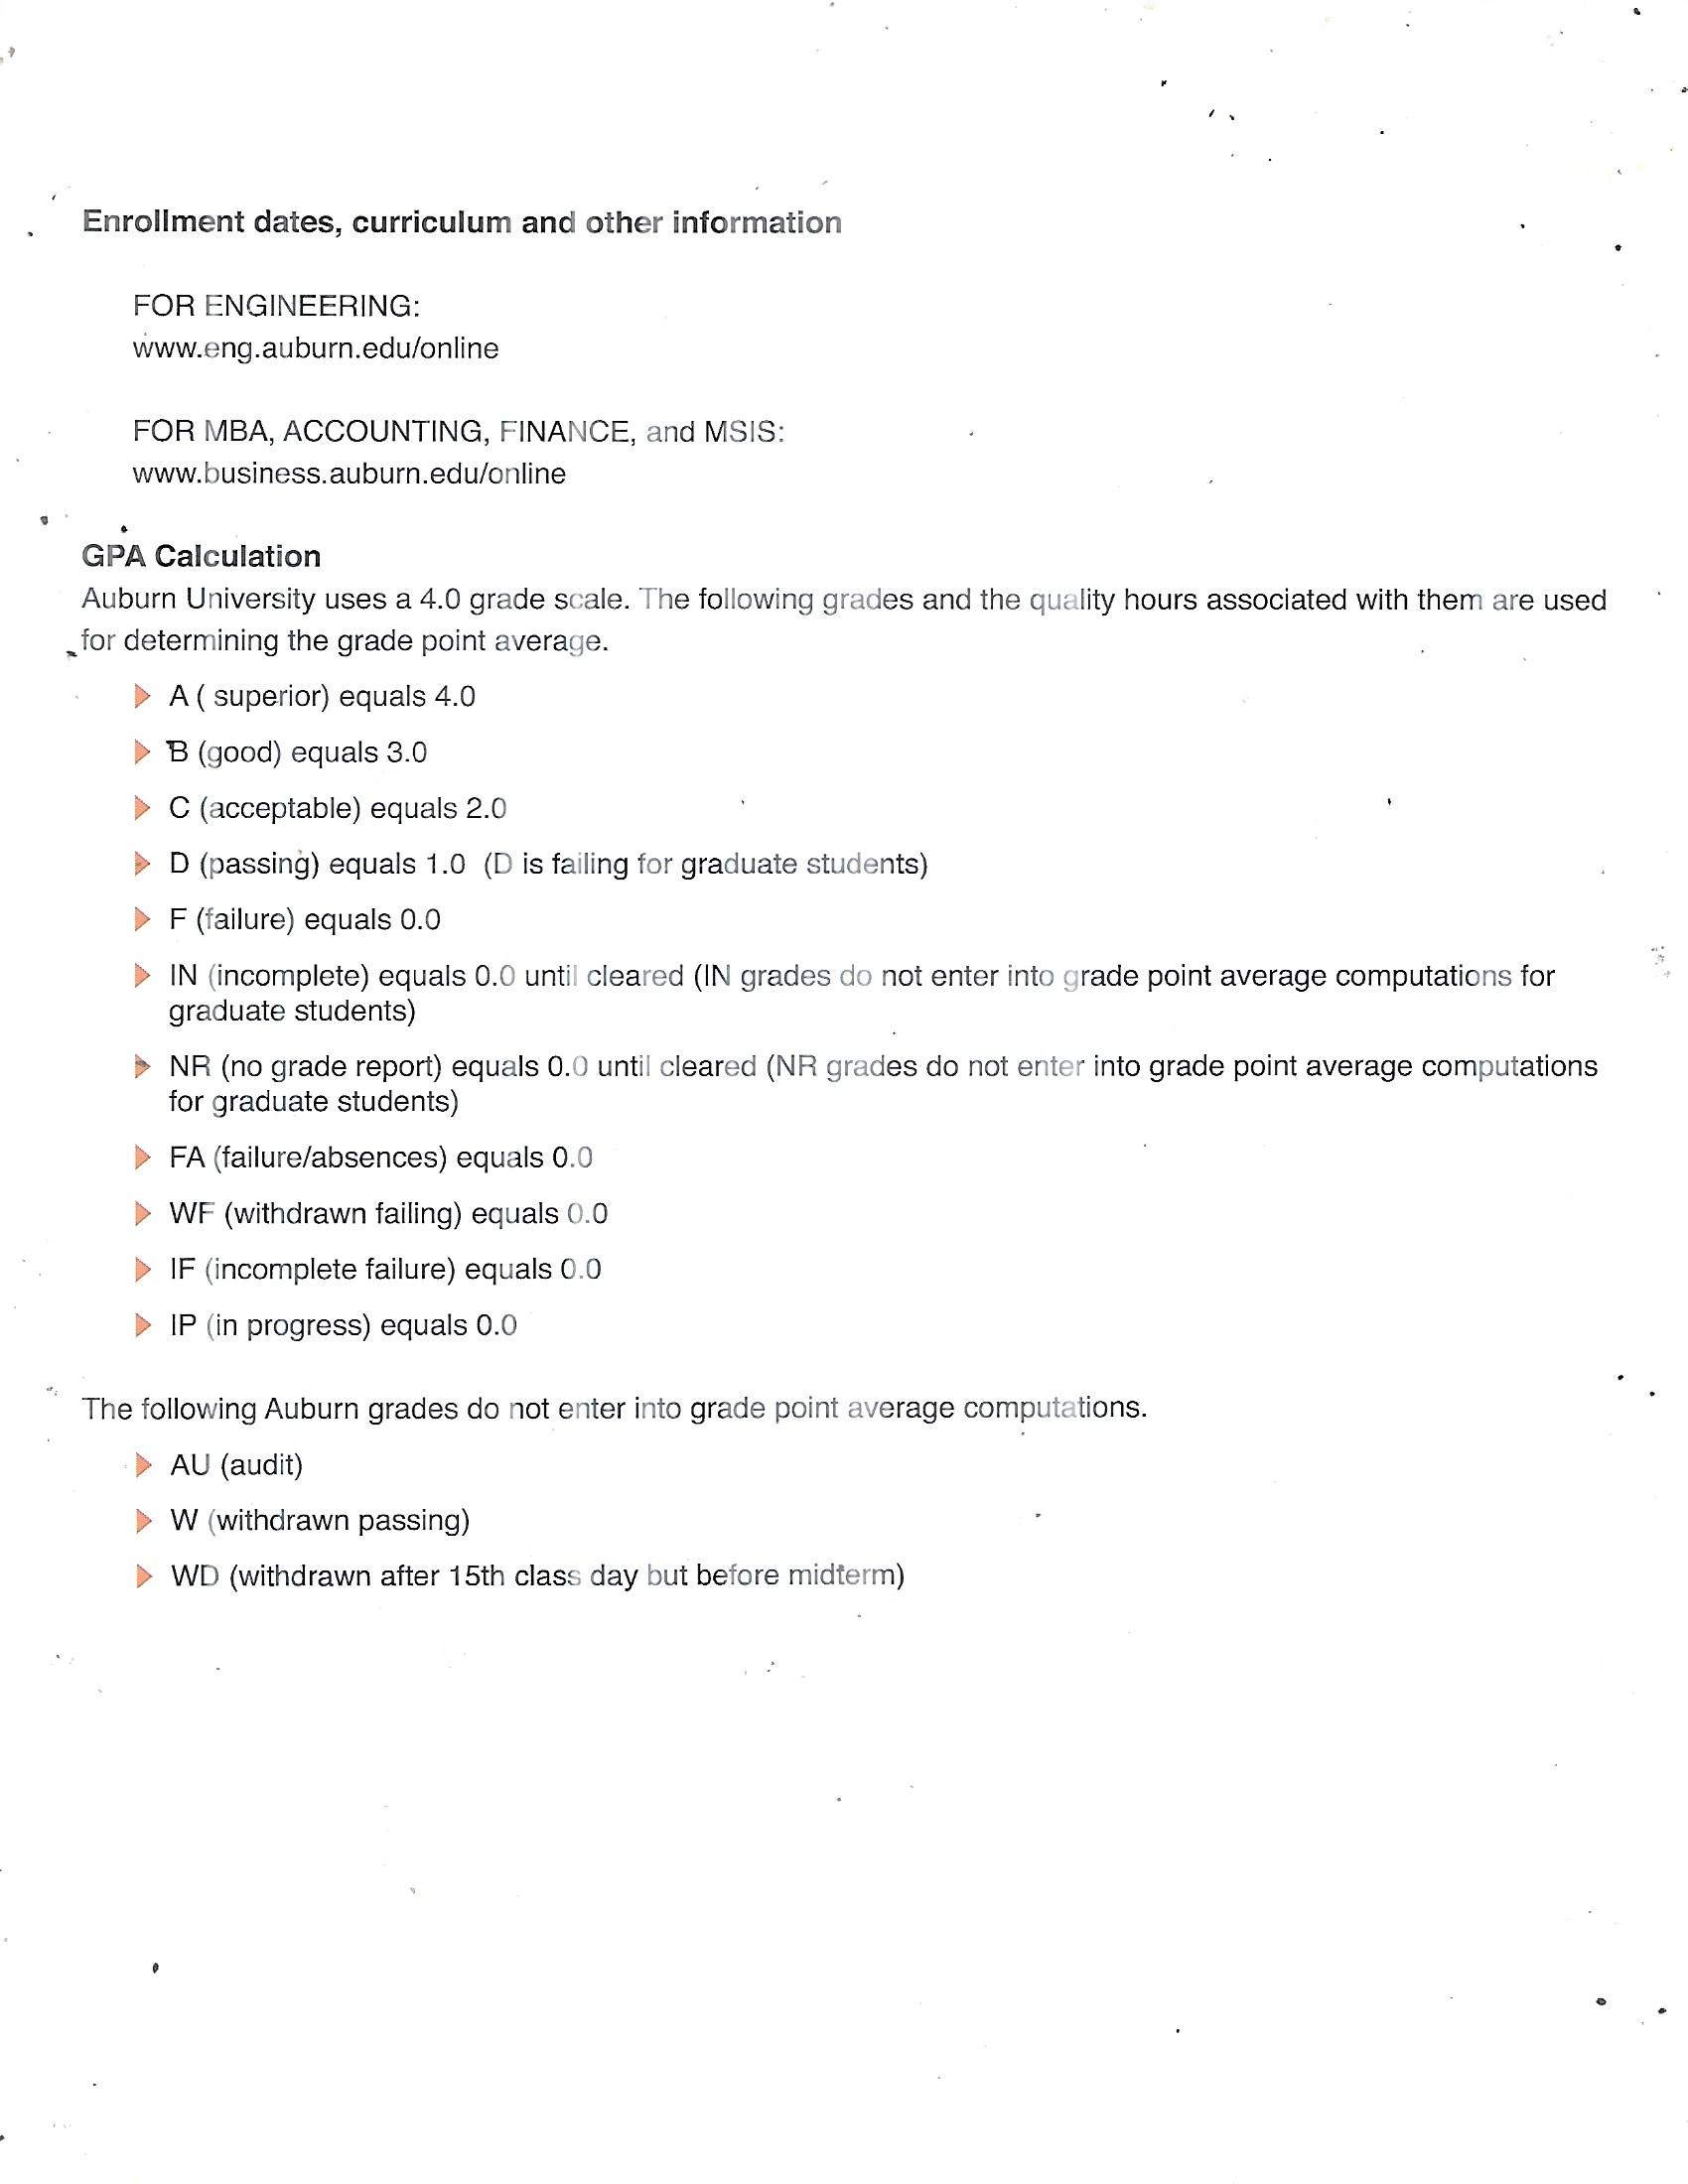 Enrollment dates, curriculum and other information
FOR ENGINEERING:
www.eng.auburn.edu/online
FOR MBA, ACCOUNTING, FINANCE, and MSIS:
www.business.auburn.edu/online
GPA Calculation
Auburn University uses a 4.0 grade scale. The following grades and the quality hours associated with them are used
for determining the grade point average.
A ( superior) equals 4.0
B (good) equals 3.0
C (acceptable) equals 2.0
D (passing) equals 1.0 (D is failing for graduate students)
F (failure) equals 0.0
IN (incomplete) equals 0.0 until cleared (IN grades do not enter into grade point average computations for
graduate students)
NR (no grade report) equals 0.0 until cleared (NR grades do not enter into grade point average computations
for graduate students)
FA (failure/absences) equals 0.0
WF (withdrawn failing) equals 0.0
IF (incomplete failure) equals 0.0
IP (in progress) equals 0.0
The following Auburn grades do not enter into grade point average computations.
AU (audit)
W (withdrawn passing)
WD (withdrawn after 15th class day but before midterm)